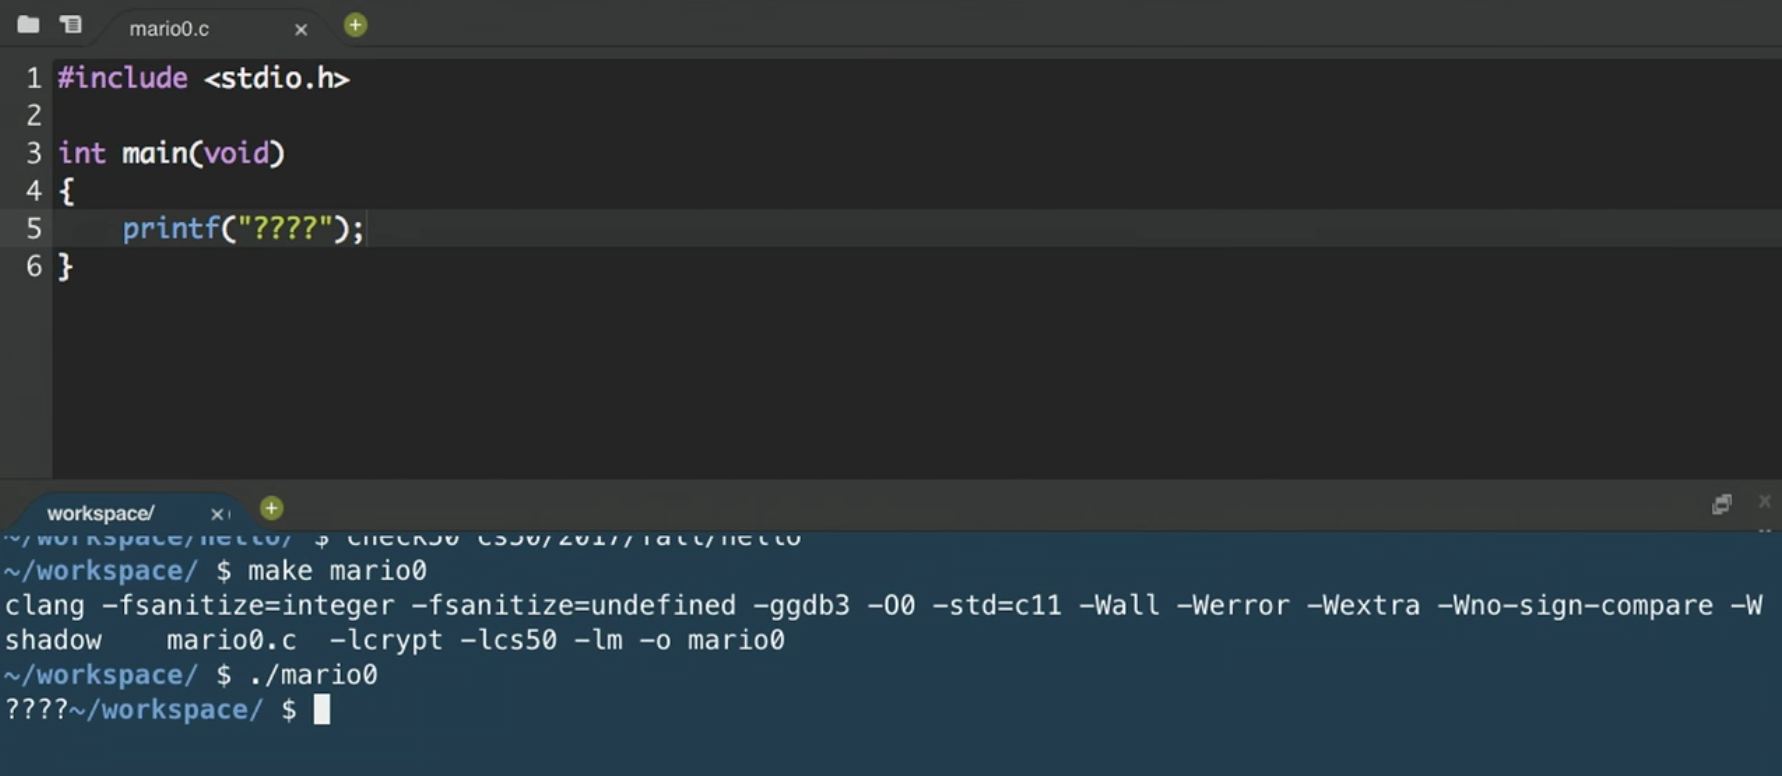 mario0.c
1 #include <stdio.h>
2
3 int main(void)
4 {
5     printf("????");
6 }
workspace/
~/workspace/hello/ $ check50 cs50/2017/fall/hello
~/workspace/ $ make mario0
clang -fsanitize=integer -fsanitize=undefined -ggdb3 -O0 -std=c11 -Wall -Werror -Wextra -Wno-sign-compare -W
shadow    mario0.c  -lcrypt -lcs50 -lm -o mario0
~/workspace/ $ ./mario0
????~/workspace/ $